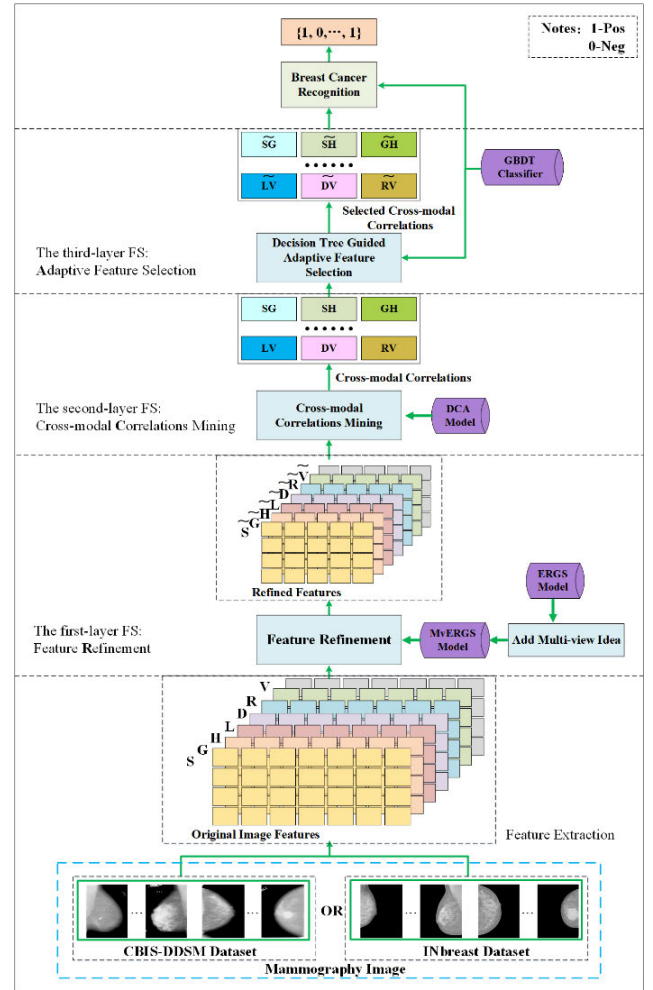 {1, 0,⋯, 1}
Notes: 1-Pos
0-Neg
Breast Cancer
Recognition
S͠G S͠H G͠H
••••••
L͠V D͠V R͠V
GBDT
Classifier
Selected Cross-modal
Correlations
The third-layer FS:
Adaptive Feature Selection
Decision Tree Guided
Adaptive Feature
Selection
SG SH GH
••••••
LV DV RV
Cross-modal Correlations
The second-layer FS:
Cross-modal Correlations Mining
Cross-modal
Correlations Mining
DCA
Model
Ṽ
R̃
D̃
L̃
H̃
G̃
S̃
Refined Features
ERGS
Model
The first-layer FS:
Feature Refinement
Feature Refinement
MvERGS
Model
Add Multi-view Idea
V
R
D
L
H
G
S
Original Image Features
Feature Extraction
... ... OR ... ...
CBIS-DDSM Dataset
INbreast Dataset
Mammography Image